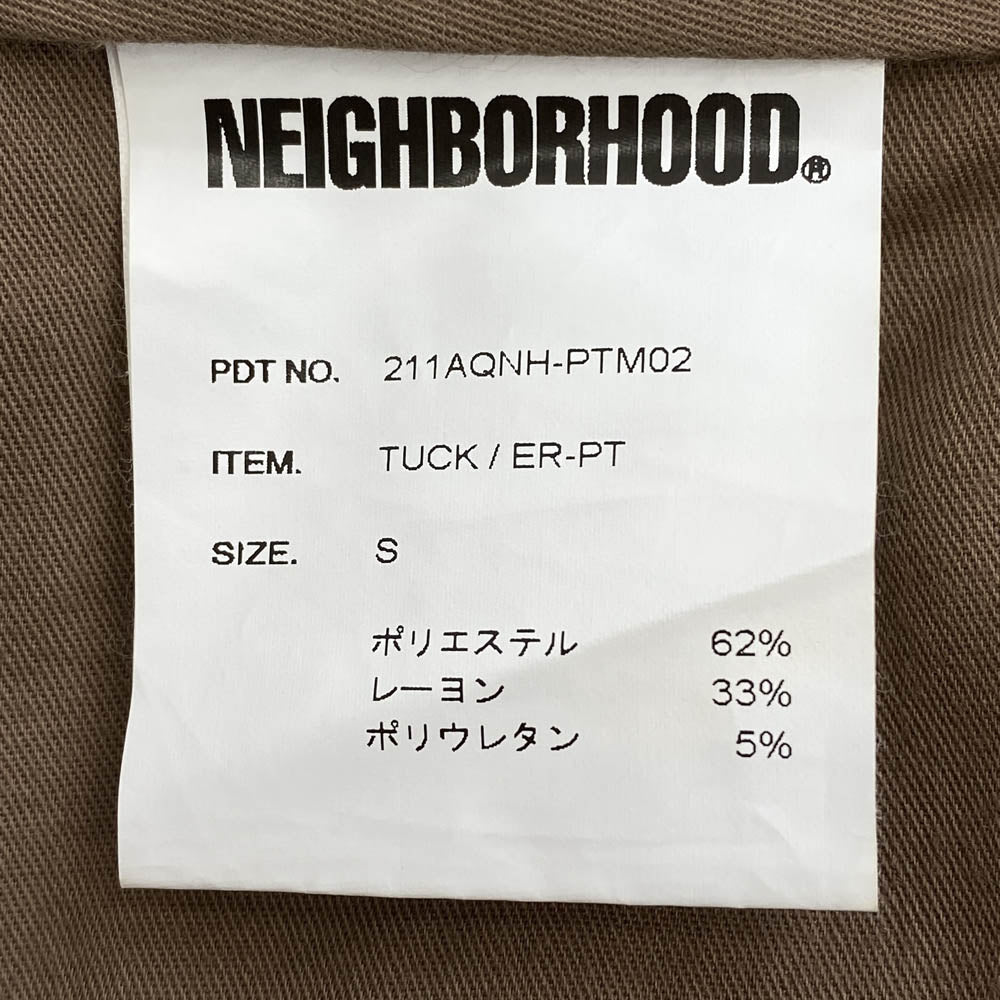 NEIGHBORHOOD®
PDT NO. 211AQNH-PTM02
ITEM. TUCK / ER-PT
SIZE. S
ポリエステル 62%
レーヨン 33%
ポリウレタン 5%